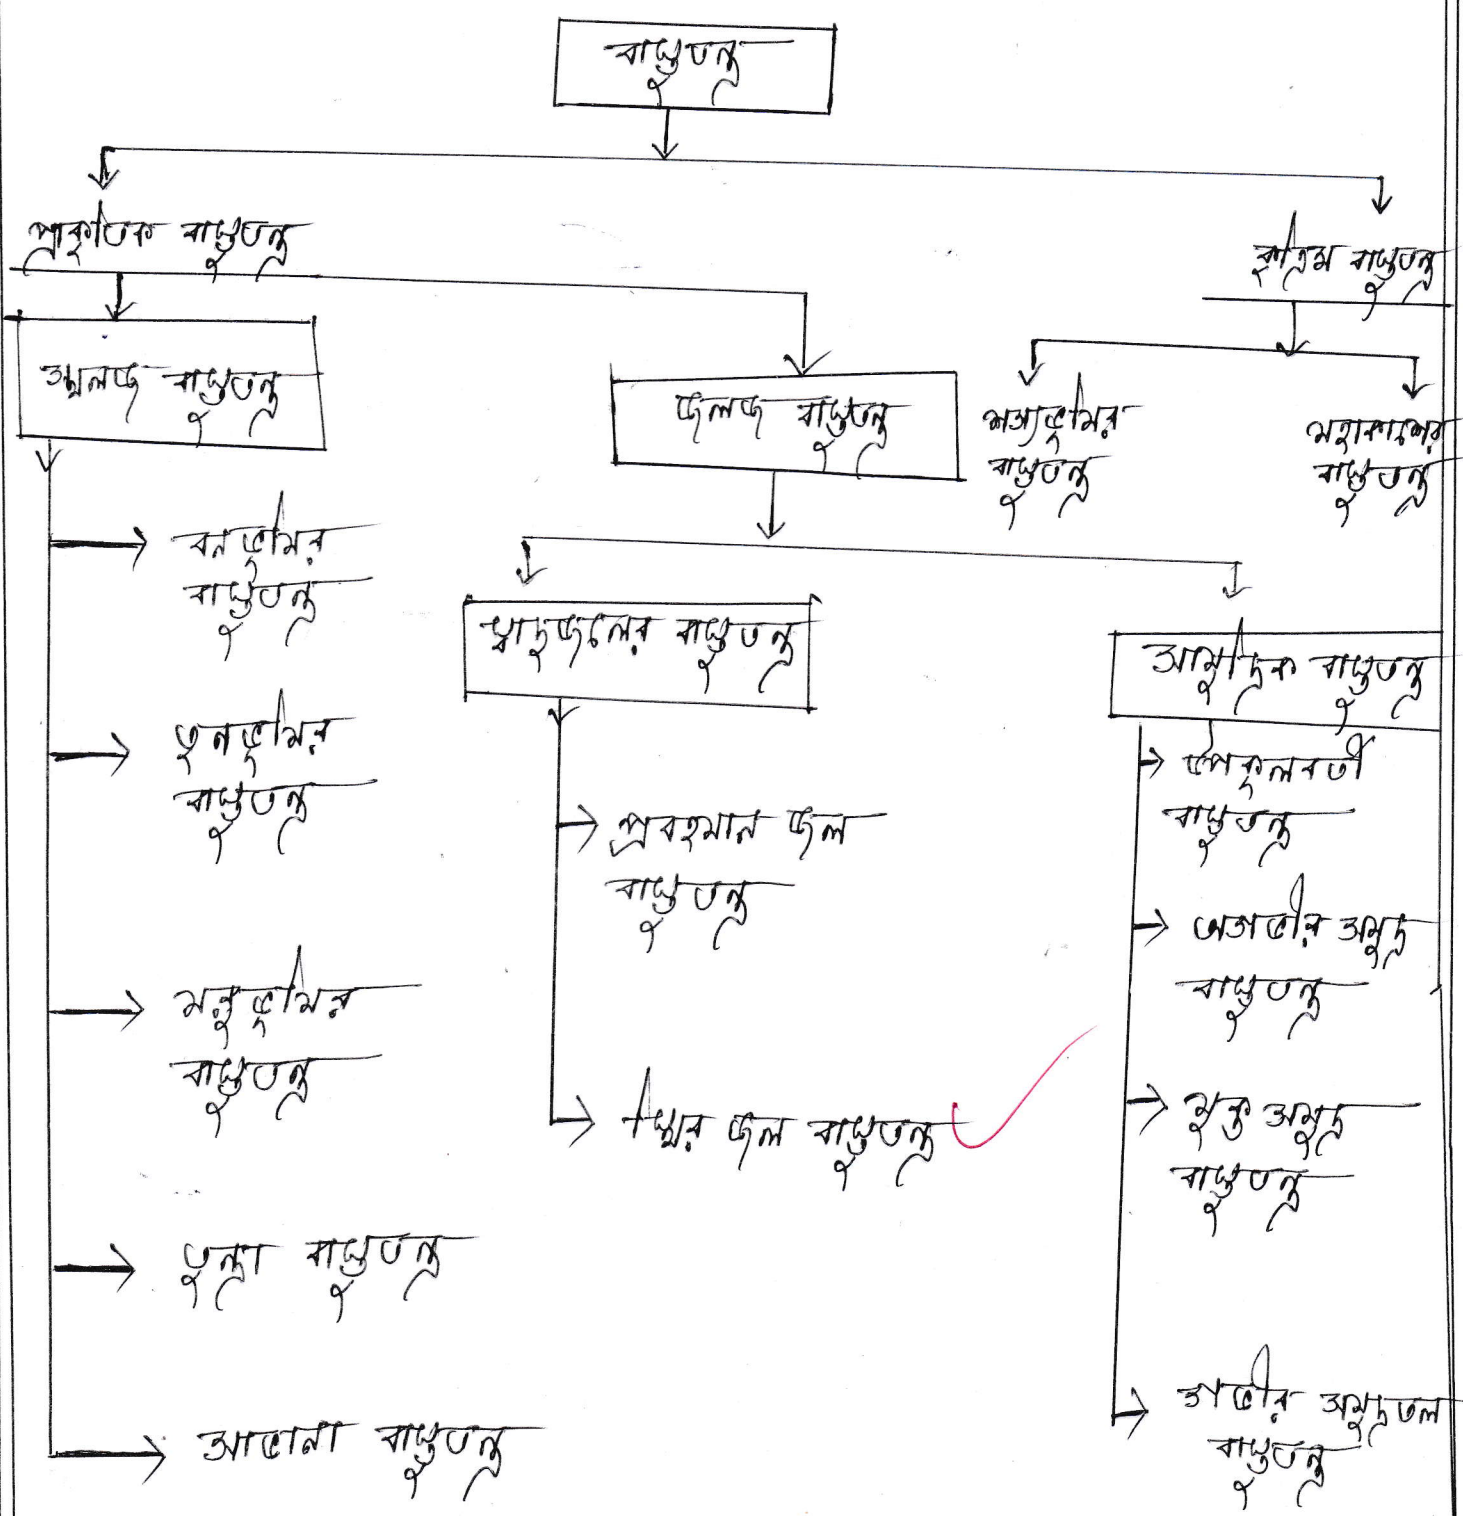 বাস্তুতন্ত্র
প্রাকৃতিক বাস্তুতন্ত্র
কৃত্রিম বাস্তুতন্ত্র
স্থলজ বাস্তুতন্ত্র
জলজ বাস্তুতন্ত্র
শস্যভূমির
বাস্তুতন্ত্র
মহাকাশের
বাস্তুতন্ত্র
বনভূমির
বাস্তুতন্ত্র
তৃনভূমির
বাস্তুতন্ত্র
মরুভূমির
বাস্তুতন্ত্র
তুন্দ্রা বাস্তুতন্ত্র
সাভানা বাস্তুতন্ত্র
স্বাদুজলের বাস্তুতন্ত্র
প্রবহমান জল
বাস্তুতন্ত্র
স্থির জল বাস্তুতন্ত্র
সামুদ্রিক বাস্তুতন্ত্র
উপকূলবর্তী
বাস্তুতন্ত্র
অগভীর সমুদ্র
বাস্তুতন্ত্র
মুক্ত সমুদ্র
বাস্তুতন্ত্র
গভীর সমুদ্রতল
বাস্তুতন্ত্র